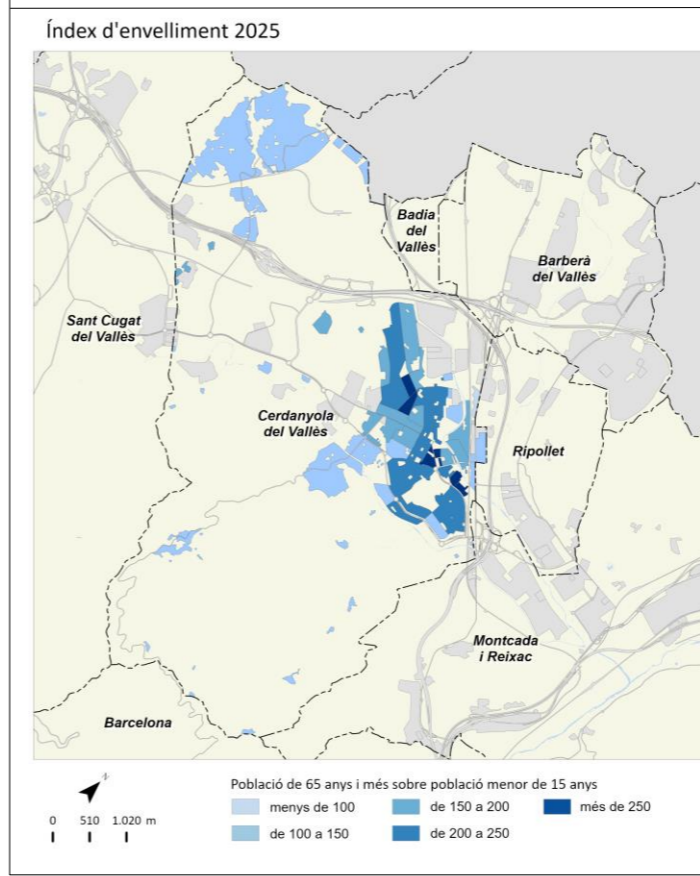 Índex d'envelliment 2025
Badia
del
Vallès
Barberà
del Vallès
Sant Cugat
del Vallès
Cerdanyola
del Vallès
Ripollet
Montcada
i Reixac
Barcelona
N
0 510 1.020 m
Població de 65 anys i més sobre població menor de 15 anys
menys de 100
de 150 a 200
més de 250
de 100 a 150
de 200 a 250